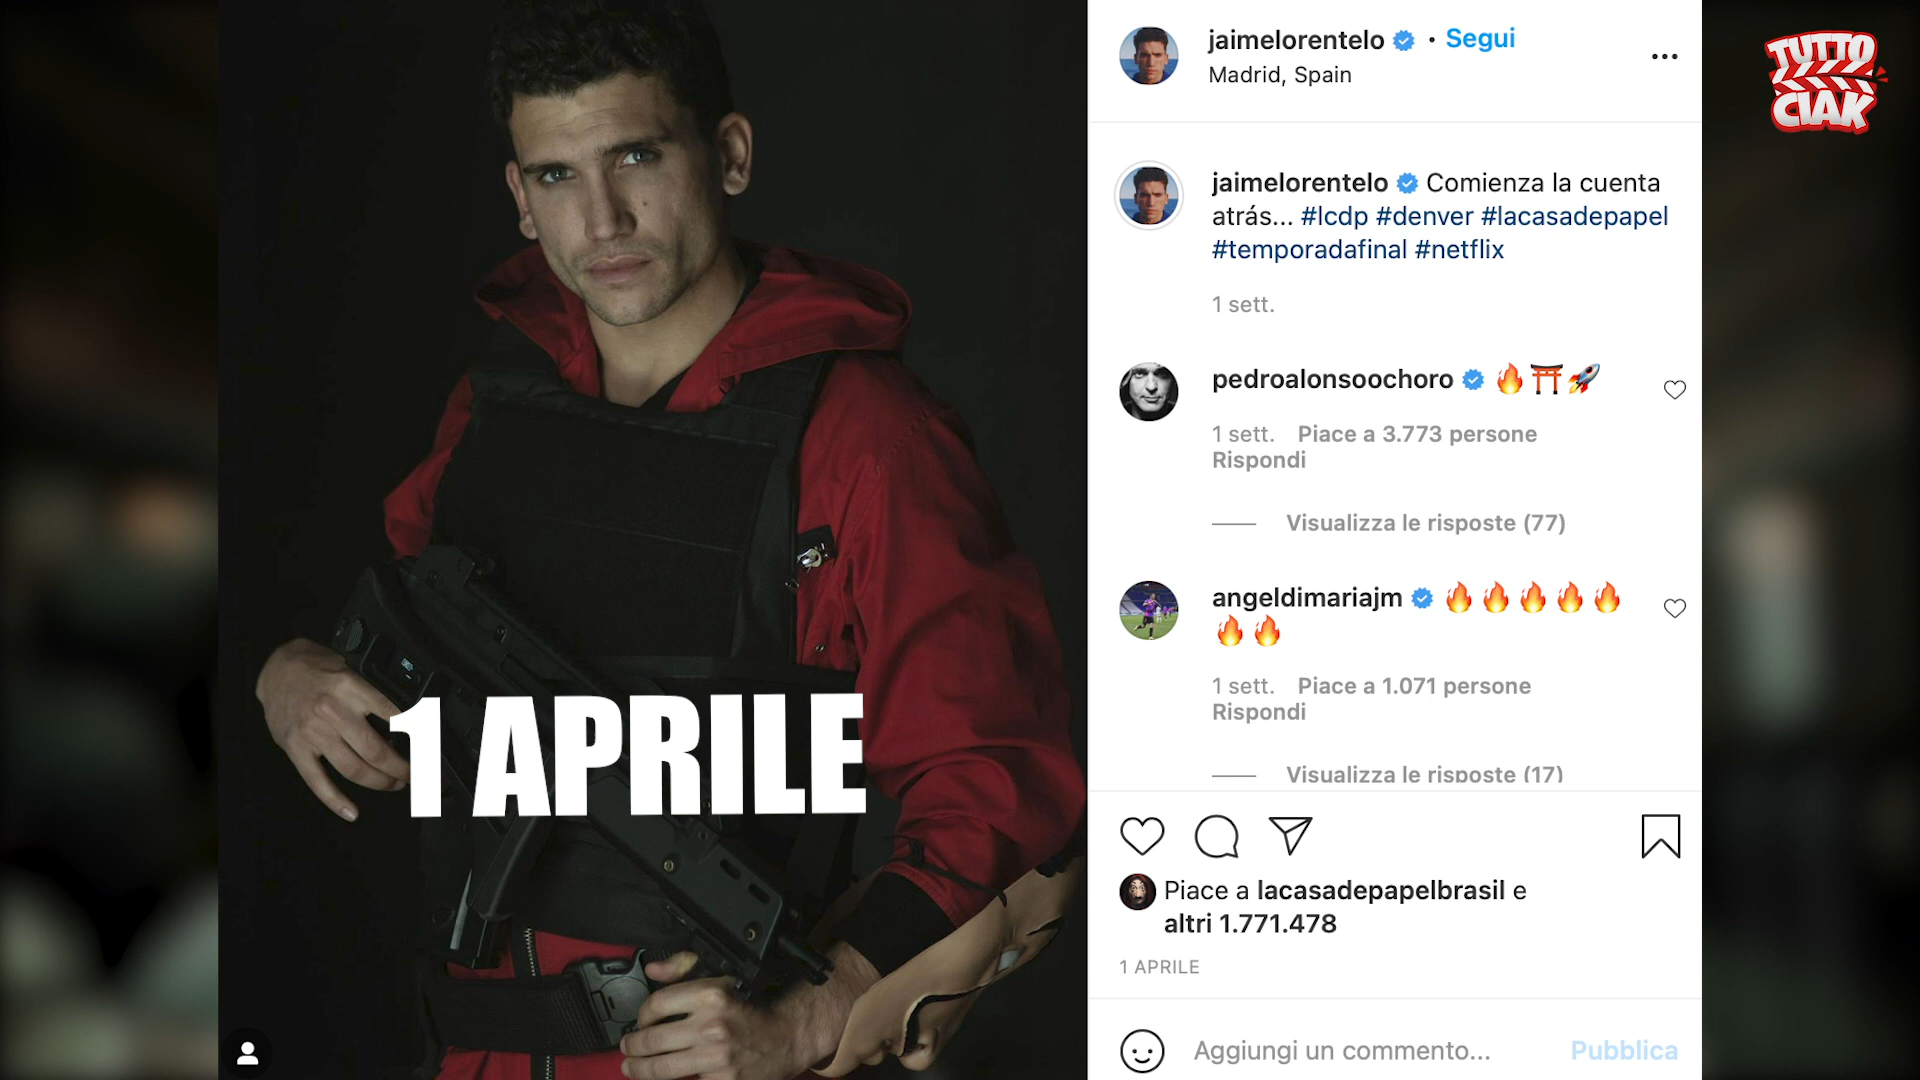 TUTTO
CIAK
jaimelorentelo • Segui
Madrid, Spain
jaimelorentelo Comienza la cuenta
atrás... #lcdp #denver #lacasadepapel
#temporadafinal #netflix
1 sett.
pedroalonsoochoro 🔥⛩🚀
1 sett. Piace a 3.773 persone
Rispondi
Visualizza le risposte (77)
angeldimariajm 🔥🔥🔥🔥🔥
🔥🔥
1 sett. Piace a 1.071 persone
Rispondi
Visualizza le risposte (17)
1 APRILE
Piace a lacasadepapelbrasil e
altri 1.771.478
1 APRILE
Aggiungi un commento... Pubblica